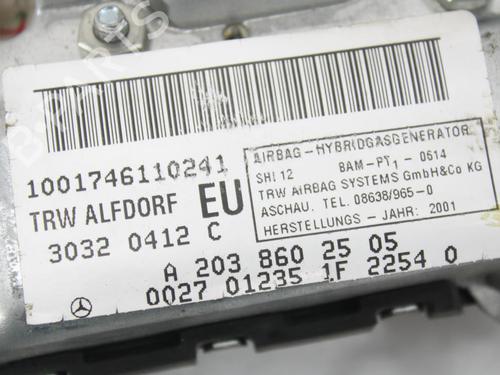 B-PARTS
1001746110241
TRW ALFDORF EU
3032 0412 C
AIRBAG-HYBRIDGASGENERATOR
SHI 12 BAM-PT1-0614
TRW AIRBAG SYSTEMS GmbH&Co KG
ASCHAU. TEL. 08638/965-0
HERSTELLUNGS - JAHR: 2001
A 203 860 25 05
0027 01235 1F 2254 0